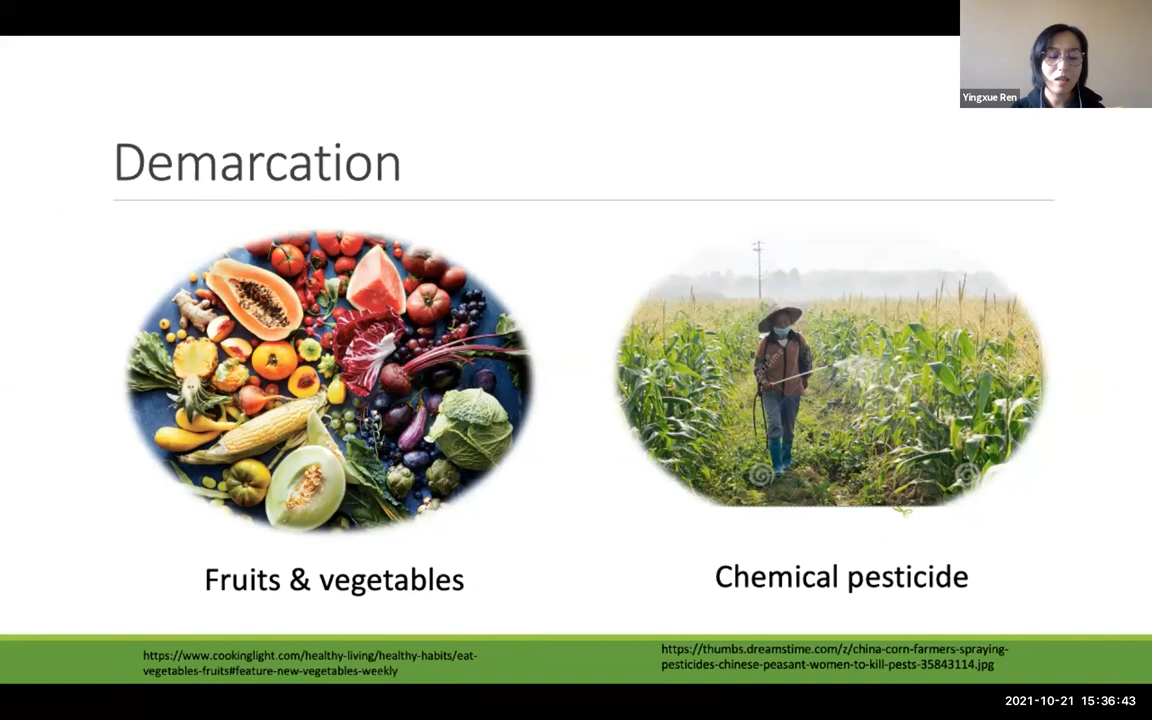 Yingxue Ren
Demarcation
Fruits & vegetables
Chemical pesticide
https://www.cookinglight.com/healthy-living/healthy-habits/eat-
vegetables-fruits#feature-new-vegetables-weekly
https://thumbs.dreamstime.com/z/china-corn-farmers-spraying-
pesticides-chinese-peasant-women-to-kill-pests-35843114.jpg
2021-10-21 15:36:43